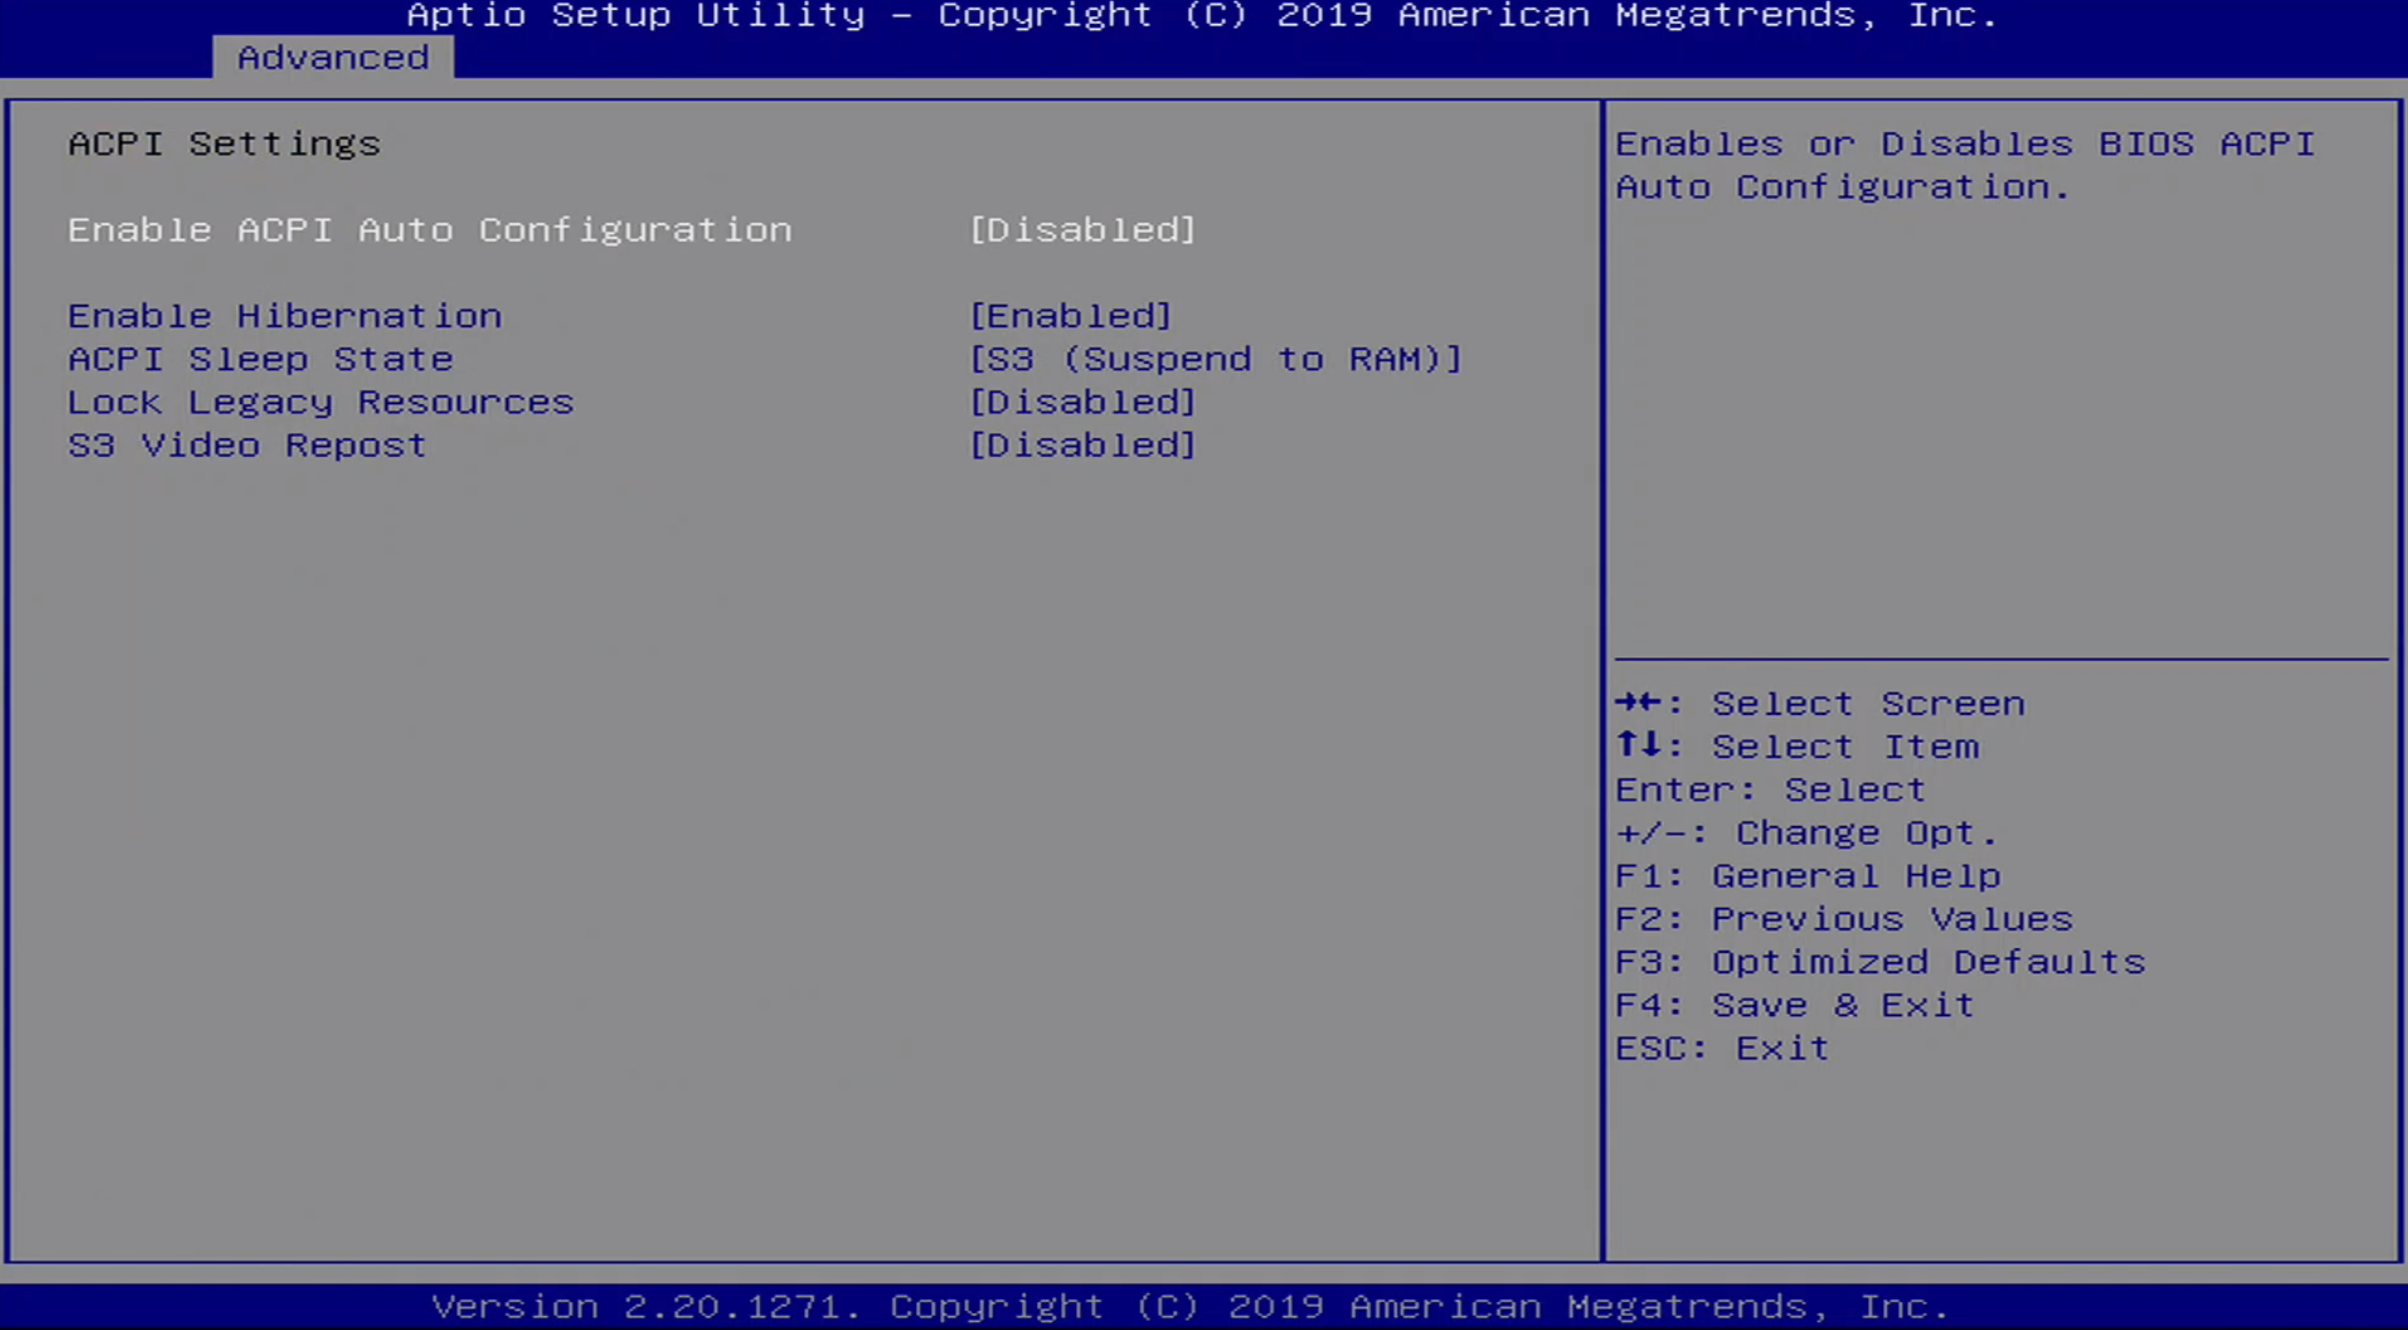 Aptio Setup Utility – Copyright (C) 2019 American Megatrends, Inc.
Advanced
ACPI Settings
Enable ACPI Auto Configuration [Disabled]
Enable Hibernation [Enabled]
ACPI Sleep State [S3 (Suspend to RAM)]
Lock Legacy Resources [Disabled]
S3 Video Repost [Disabled]
Enables or Disables BIOS ACPI
Auto Configuration.
→←: Select Screen
↑↓: Select Item
Enter: Select
+/-: Change Opt.
F1: General Help
F2: Previous Values
F3: Optimized Defaults
F4: Save & Exit
ESC: Exit
Version 2.20.1271. Copyright (C) 2019 American Megatrends, Inc.